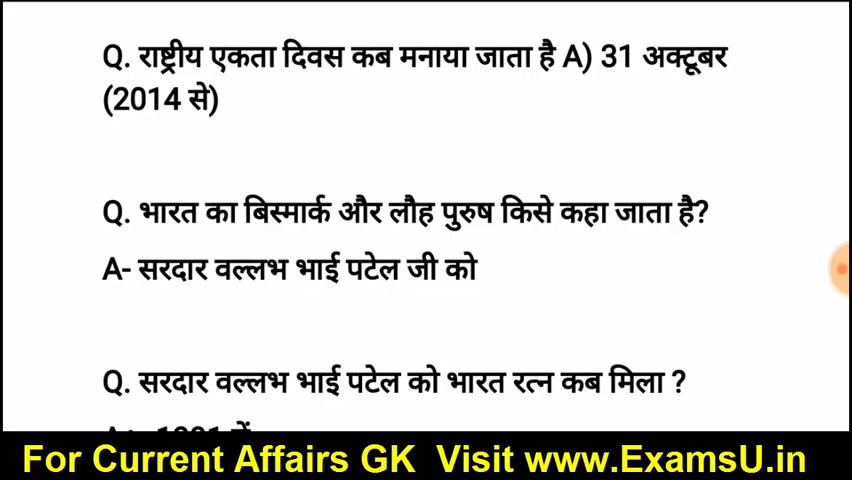 Q. राष्ट्रीय एकता दिवस कब मनाया जाता है A) 31 अक्टूबर
(2014 से)
Q. भारत का बिस्मार्क और लौह पुरुष किसे कहा जाता है?
A- सरदार वल्लभ भाई पटेल जी को
Q. सरदार वल्लभ भाई पटेल को भारत रत्न कब मिला ?
For Current Affairs GK Visit www.ExamsU.in